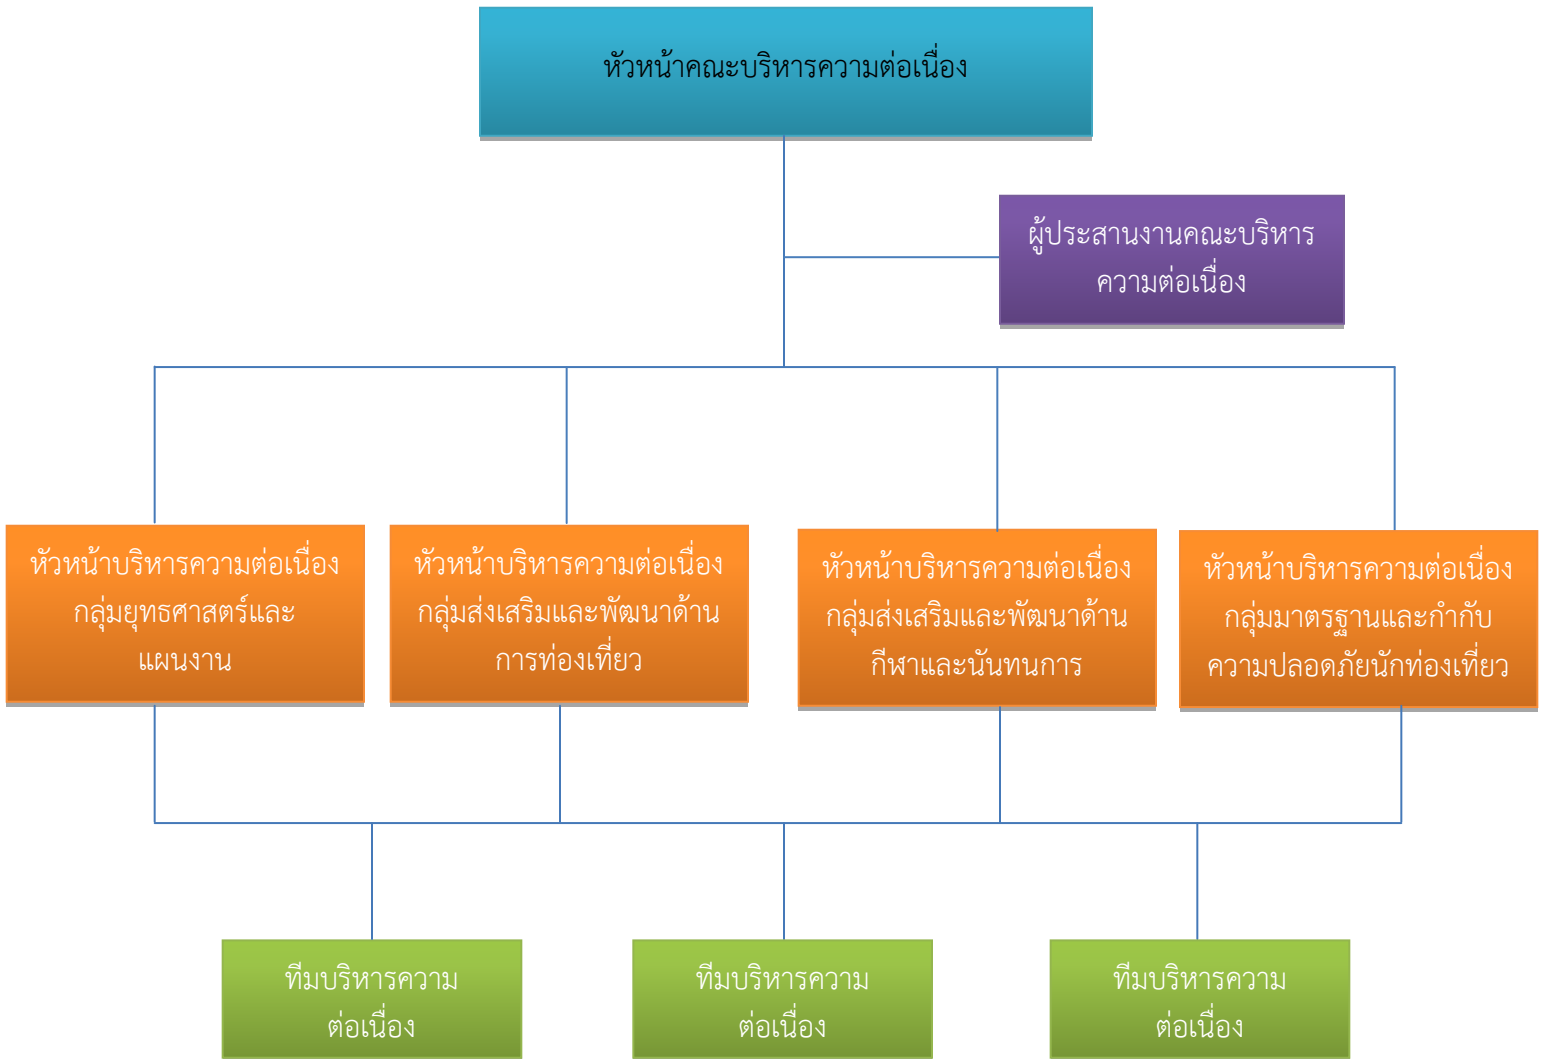 หัวหน้าคณะบริหารความต่อเนื่อง
ผู้ประสานงานคณะบริหาร
ความต่อเนื่อง
หัวหน้าบริหารความต่อเนื่อง
กลุ่มยุทธศาสตร์และ
แผนงาน
หัวหน้าบริหารความต่อเนื่อง
กลุ่มส่งเสริมและพัฒนาด้าน
การท่องเที่ยว
หัวหน้าบริหารความต่อเนื่อง
กลุ่มส่งเสริมและพัฒนาด้าน
กีฬาและนันทนการ
หัวหน้าบริหารความต่อเนื่อง
กลุ่มมาตรฐานและกำกับ
ความปลอดภัยนักท่องเที่ยว
ทีมบริหารความ
ต่อเนื่อง
ทีมบริหารความ
ต่อเนื่อง
ทีมบริหารความ
ต่อเนื่อง